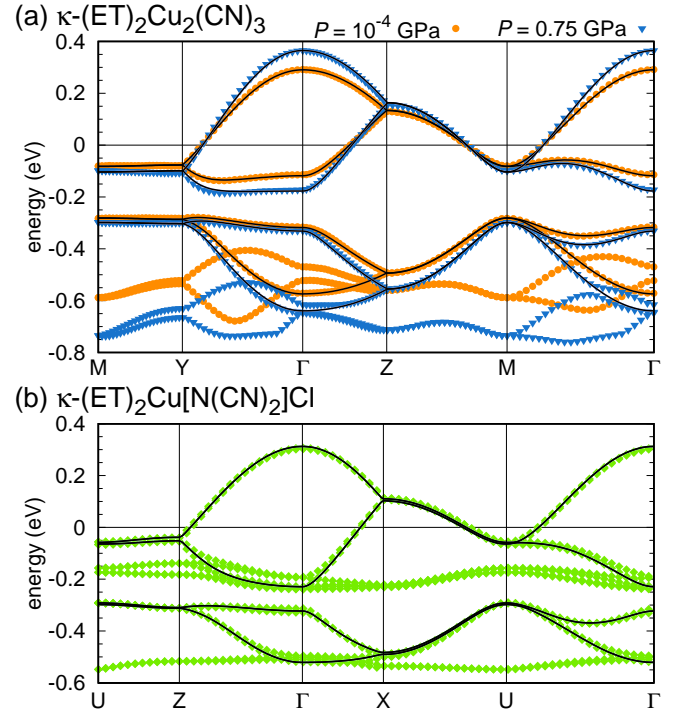 (a) κ-(ET)₂Cu₂(CN)₃
P = 10⁻⁴ GPa P = 0.75 GPa
0.4
0.2
0
-0.2
-0.4
-0.6
-0.8
energy (eV)
M Y Γ Z M Γ
(b) κ-(ET)₂Cu[N(CN)₂]Cl
0.4
0.2
0
-0.2
-0.4
-0.6
energy (eV)
U Z Γ X U Γ